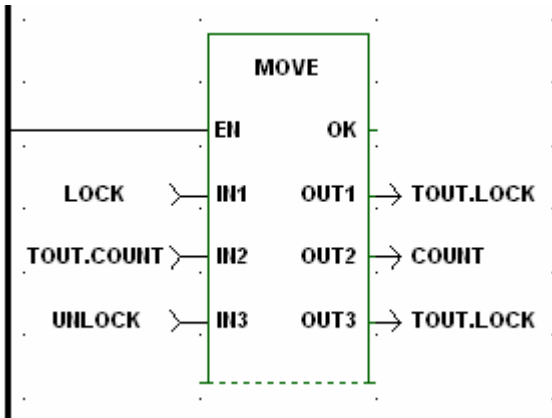 MOVE
EN OK
LOCK IN1 OUT1 TOUT.LOCK
TOUT.COUNT IN2 OUT2 COUNT
UNLOCK IN3 OUT3 TOUT.LOCK